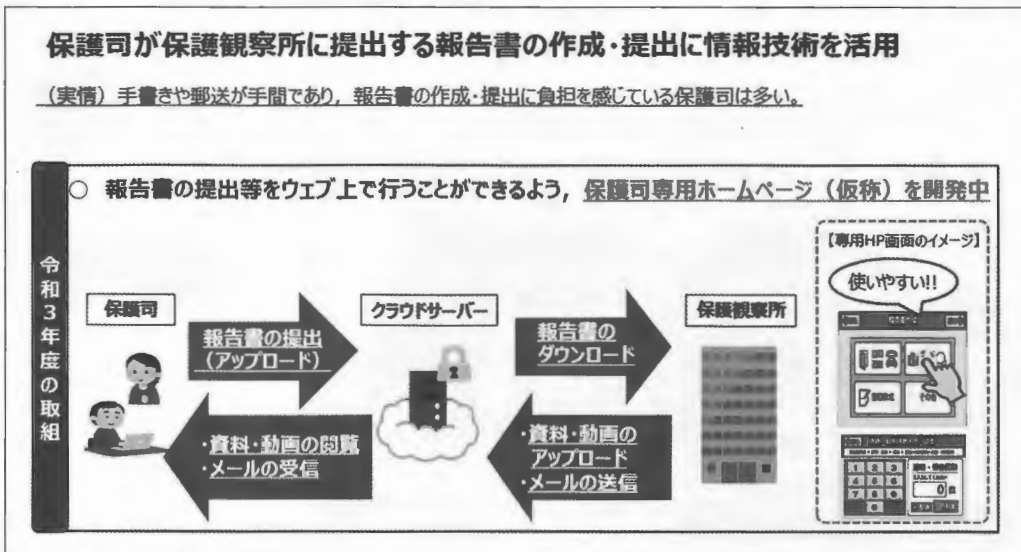 保護司が保護観察所に提出する報告書の作成・提出に情報技術を活用
（実情）手書きや郵送が手間であり，報告書の作成・提出に負担を感じている保護司は多い。
令和3年度の取組
○ 報告書の提出等をウェブ上で行うことができるよう，保護司専用ホームページ（仮称）を開発中
保護司
報告書の提出
（アップロード）
・資料・動画の閲覧
・メールの受信
クラウドサーバー
報告書の
ダウンロード
・資料・動画の
アップロード
・メールの送信
保護観察所
【専用HP画面のイメージ】
使いやすい!!
1 2 3
4 5 6
7 8 9
0